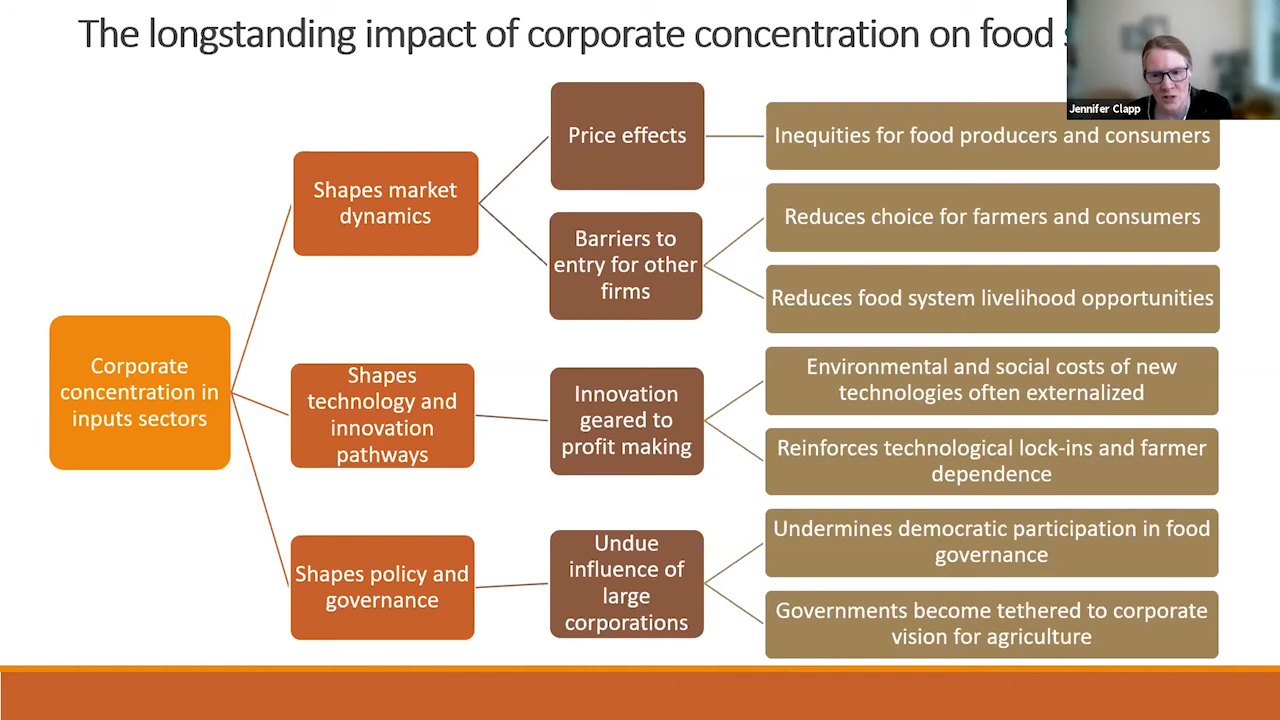 The longstanding impact of corporate concentration on food
Jennifer Clapp
Price effects
Inequities for food producers and consumers
Shapes market
dynamics
Reduces choice for farmers and consumers
Barriers to
entry for other
firms
Reduces food system livelihood opportunities
Corporate
concentration in
inputs sectors
Shapes
technology and
innovation
pathways
Innovation
geared to
profit making
Environmental and social costs of new
technologies often externalized
Reinforces technological lock-ins and farmer
dependence
Shapes policy and
governance
Undue
influence of
large
corporations
Undermines democratic participation in food
governance
Governments become tethered to corporate
vision for agriculture